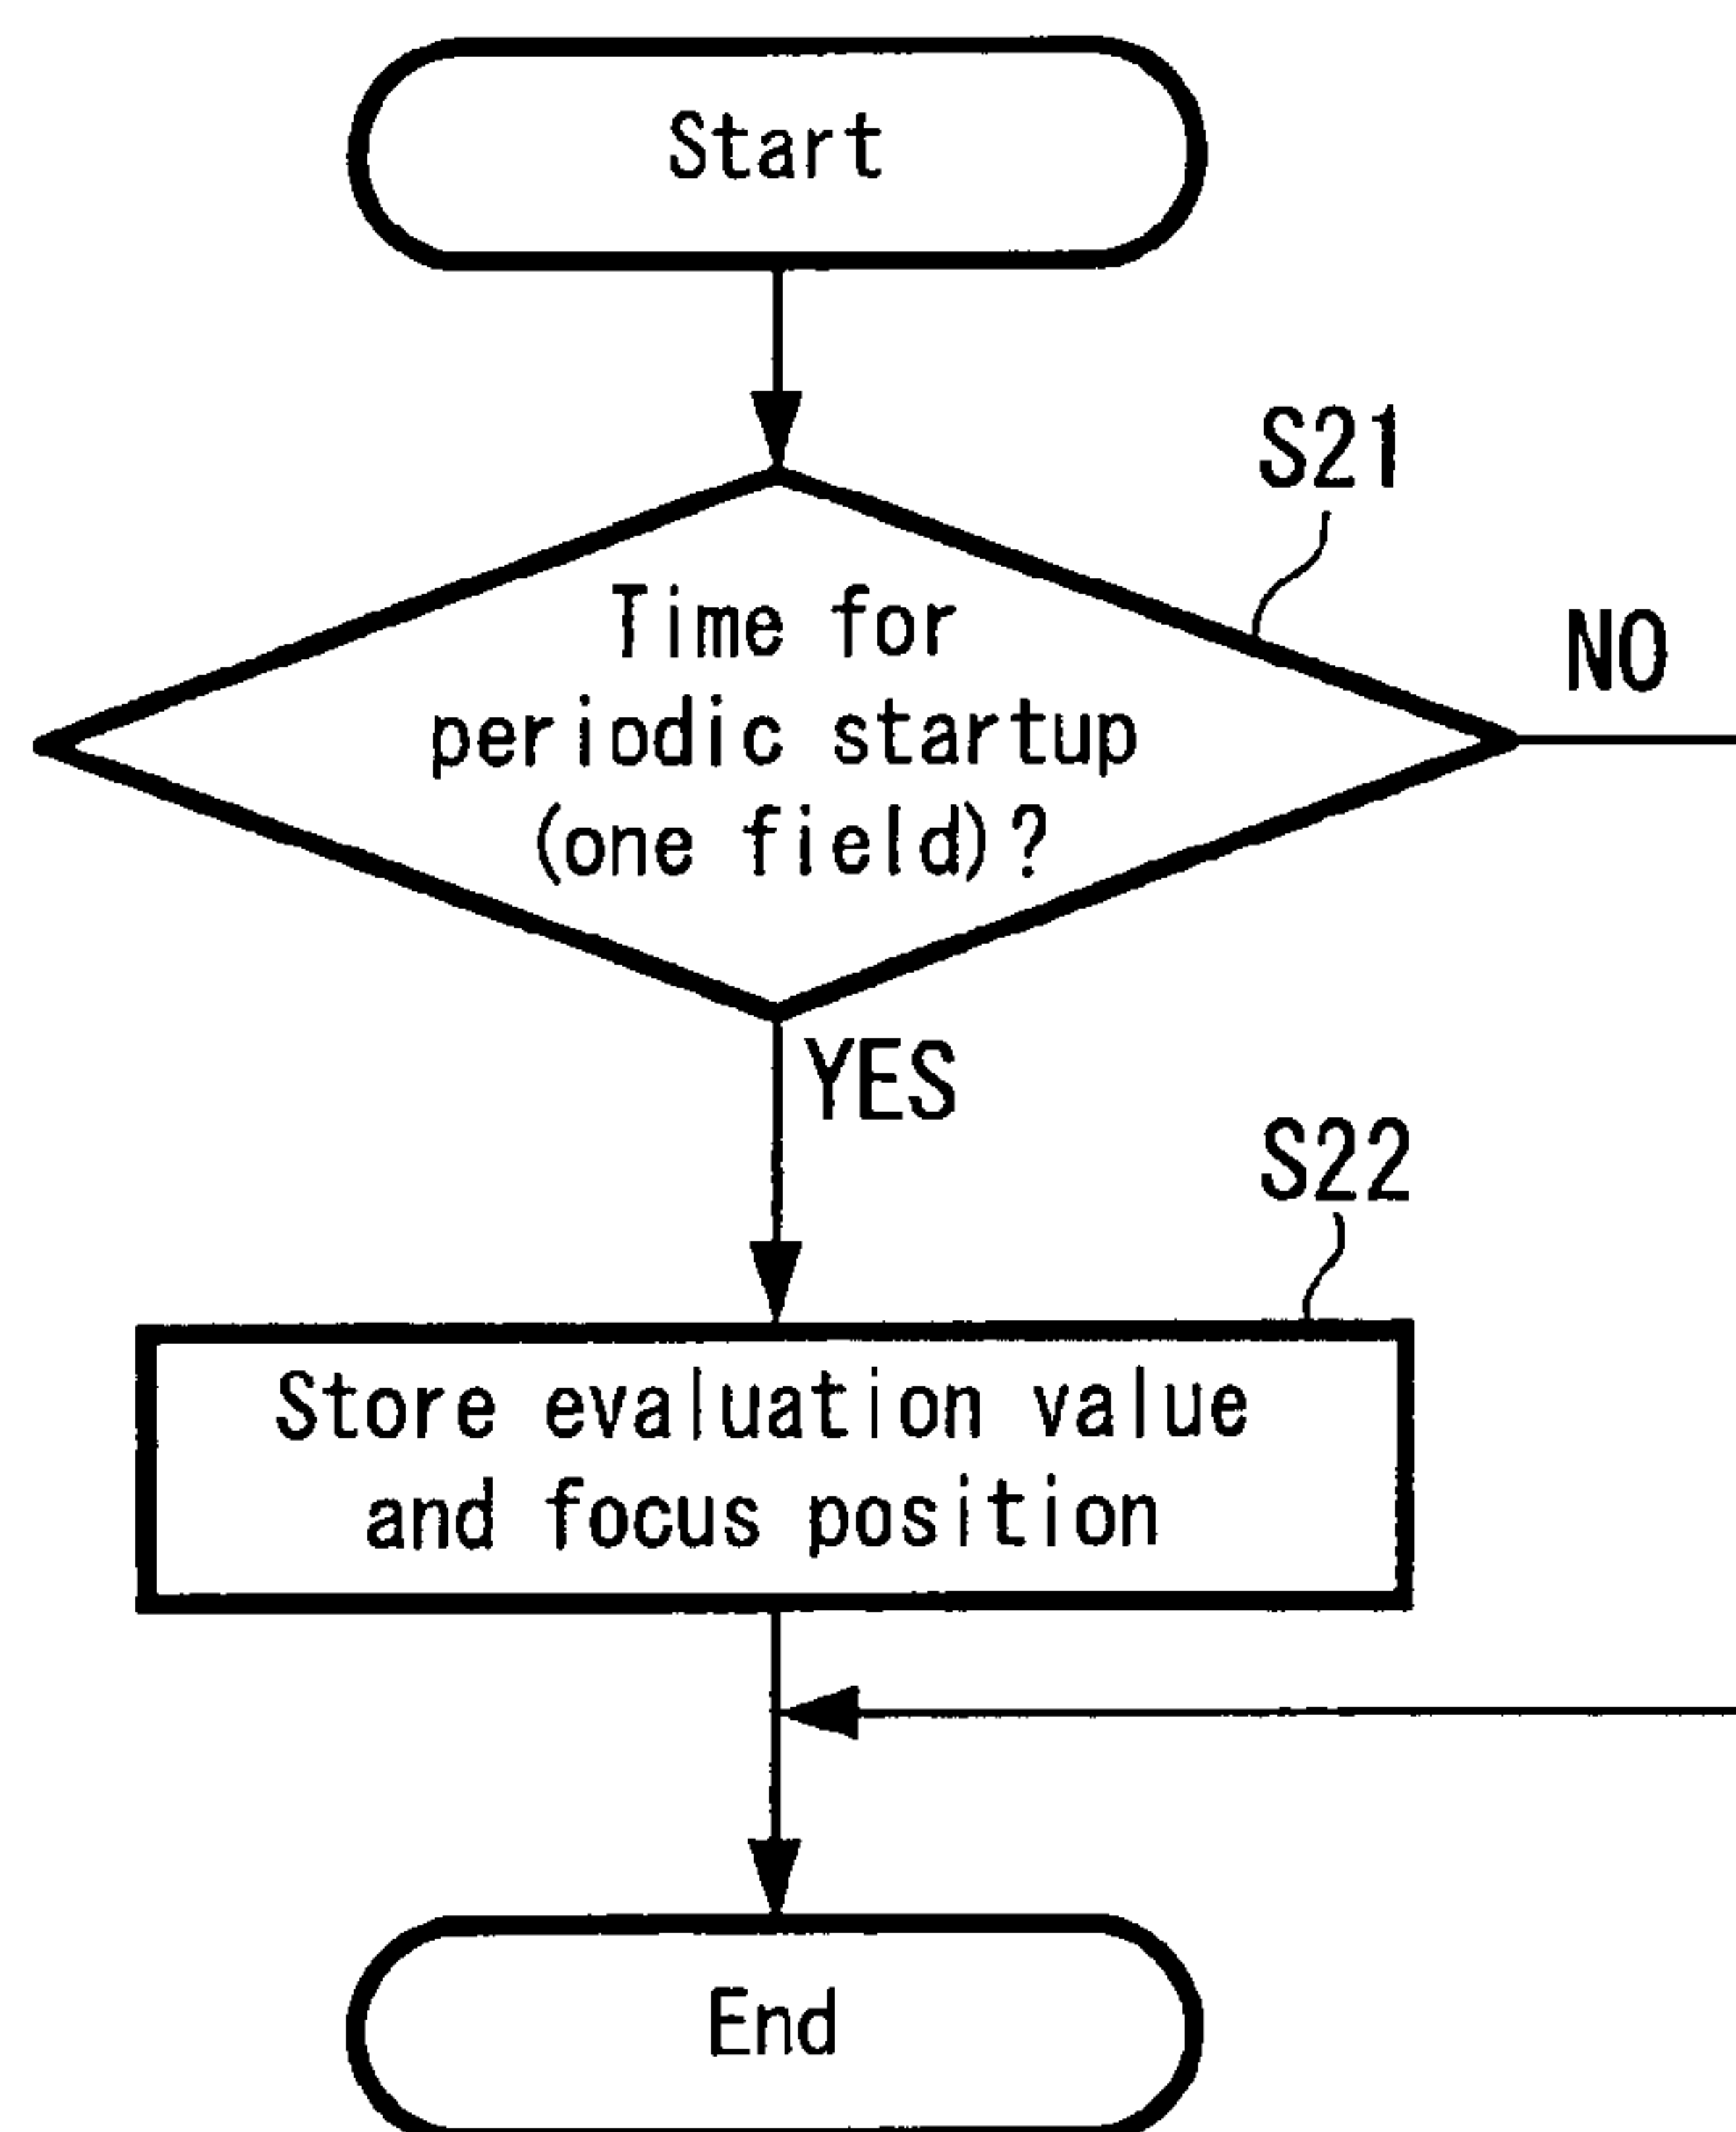 Start
S21
Time for
periodic startup
(one field)?
NO
YES
S22
Store evaluation value
and focus position
End